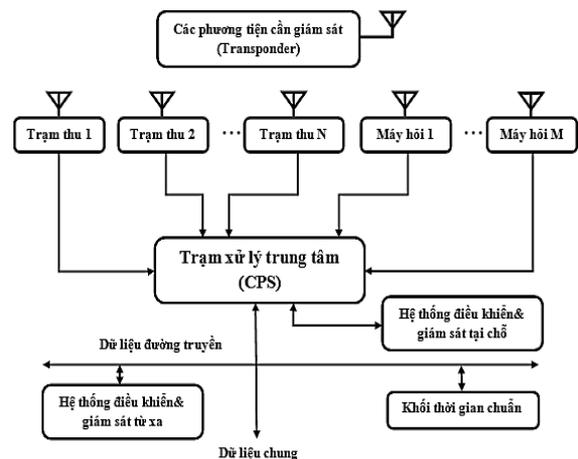 Các phương tiện cần giám sát
(Transponder)
Trạm thu 1
Trạm thu 2
...
Trạm thu N
Máy hỏi 1
...
Máy hỏi M
Trạm xử lý trung tâm
(CPS)
Hệ thống điều khiển&
giám sát tại chỗ
Dữ liệu đường truyền
Hệ thống điều khiển&
giám sát từ xa
Khối thời gian chuẩn
Dữ liệu chung